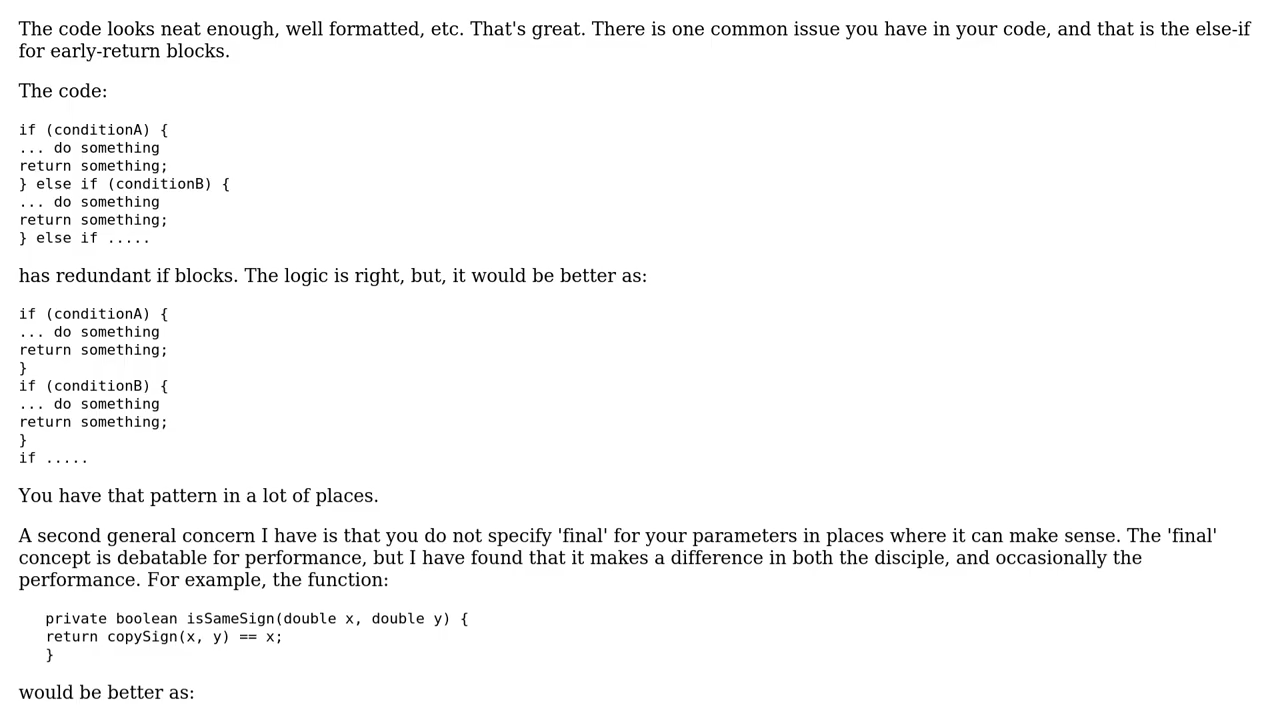 The code looks neat enough, well formatted, etc. That's great. There is one common issue you have in your code, and that is the else-if
for early-return blocks.
The code:
if (conditionA) {
... do something
return something;
} else if (conditionB) {
... do something
return something;
} else if .....
has redundant if blocks. The logic is right, but, it would be better as:
if (conditionA) {
... do something
return something;
}
if (conditionB) {
... do something
return something;
}
if .....
You have that pattern in a lot of places.
A second general concern I have is that you do not specify 'final' for your parameters in places where it can make sense. The 'final'
concept is debatable for performance, but I have found that it makes a difference in both the disciple, and occasionally the
performance. For example, the function:
private boolean isSameSign(double x, double y) {
return copySign(x, y) == x;
}
would be better as: